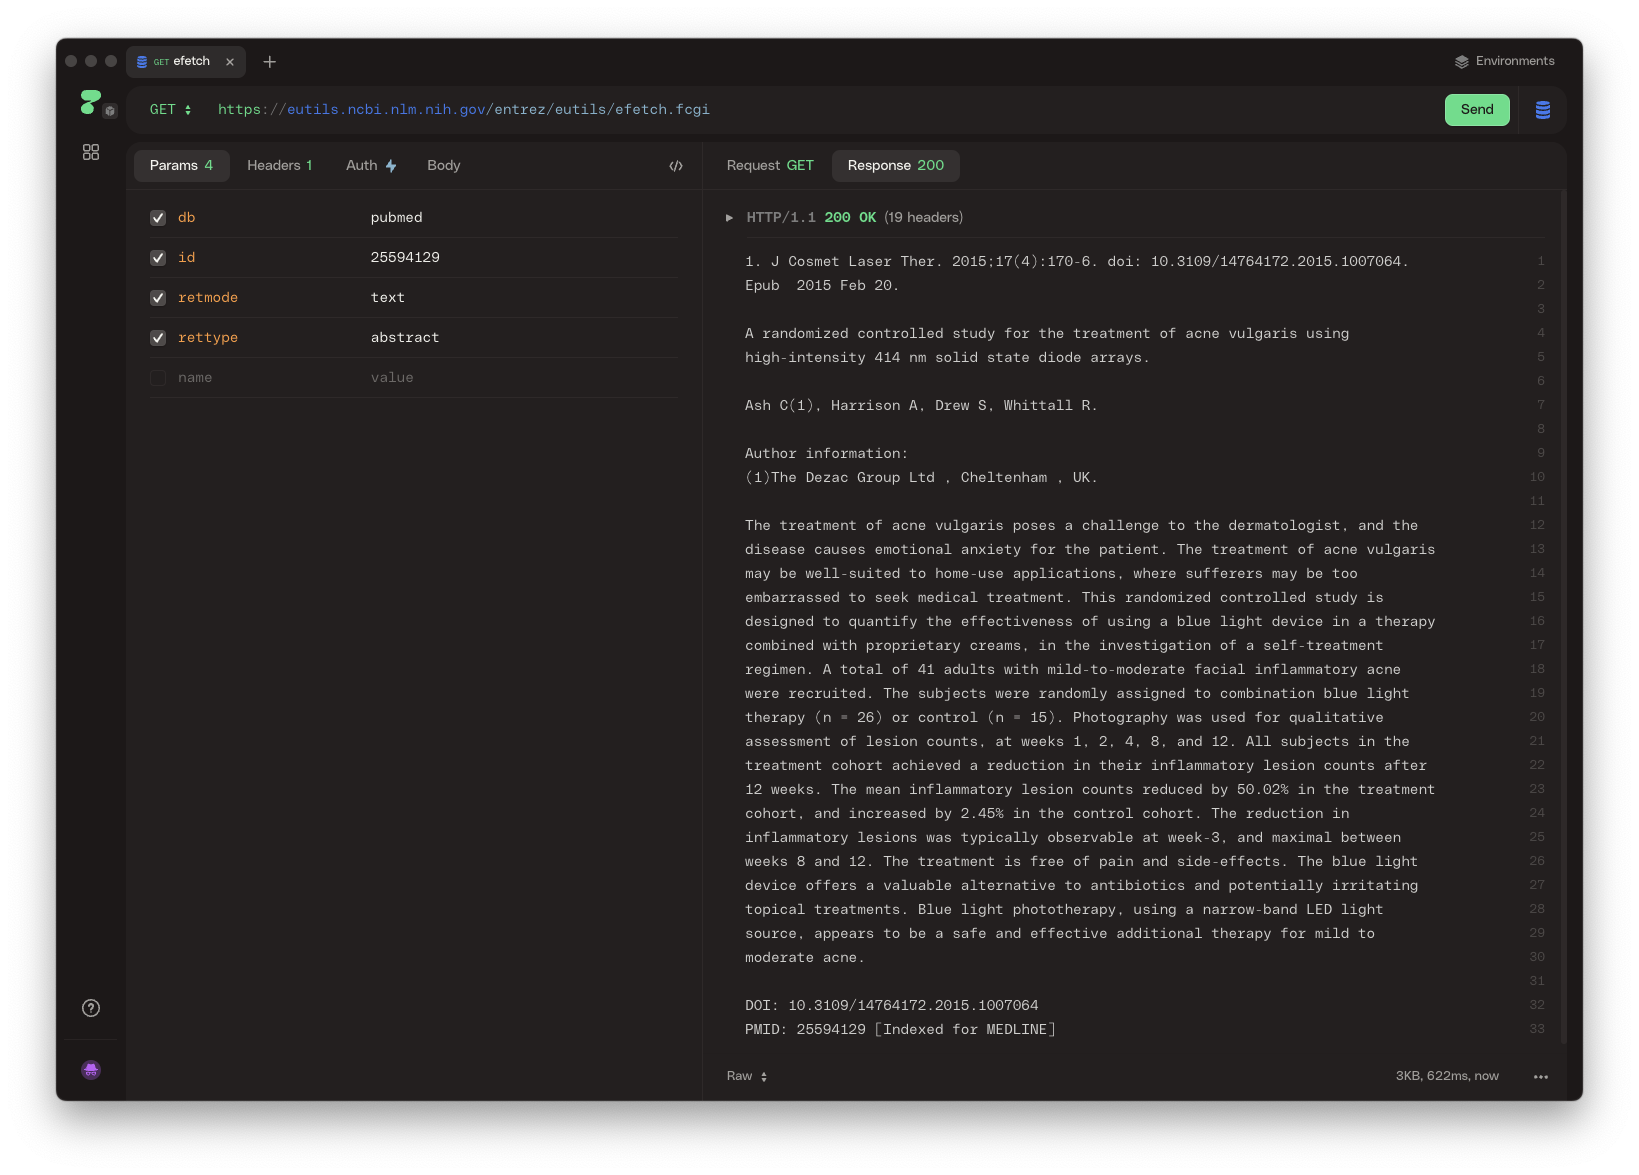 GET efetch
Environments
GET https://eutils.ncbi.nlm.nih.gov/entrez/eutils/efetch.fcgi
Send
Params 4 Headers 1 Auth Body
Request GET Response 200
db pubmed
id 25594129
retmode text
rettype abstract
name value
HTTP/1.1 200 OK (19 headers)
1. J Cosmet Laser Ther. 2015;17(4):170-6. doi: 10.3109/14764172.2015.1007064. 1
Epub  2015 Feb 20. 2
3
A randomized controlled study for the treatment of acne vulgaris using 4
high-intensity 414 nm solid state diode arrays. 5
6
Ash C(1), Harrison A, Drew S, Whittall R. 7
8
Author information: 9
(1)The Dezac Group Ltd , Cheltenham , UK. 10
11
The treatment of acne vulgaris poses a challenge to the dermatologist, and the 12
disease causes emotional anxiety for the patient. The treatment of acne vulgaris 13
may be well-suited to home-use applications, where sufferers may be too 14
embarrassed to seek medical treatment. This randomized controlled study is 15
designed to quantify the effectiveness of using a blue light device in a therapy 16
combined with proprietary creams, in the investigation of a self-treatment 17
regimen. A total of 41 adults with mild-to-moderate facial inflammatory acne 18
were recruited. The subjects were randomly assigned to combination blue light 19
therapy (n = 26) or control (n = 15). Photography was used for qualitative 20
assessment of lesion counts, at weeks 1, 2, 4, 8, and 12. All subjects in the 21
treatment cohort achieved a reduction in their inflammatory lesion counts after 22
12 weeks. The mean inflammatory lesion counts reduced by 50.02% in the treatment 23
cohort, and increased by 2.45% in the control cohort. The reduction in 24
inflammatory lesions was typically observable at week-3, and maximal between 25
weeks 8 and 12. The treatment is free of pain and side-effects. The blue light 26
device offers a valuable alternative to antibiotics and potentially irritating 27
topical treatments. Blue light phototherapy, using a narrow-band LED light 28
source, appears to be a safe and effective additional therapy for mild to 29
moderate acne. 30
31
DOI: 10.3109/14764172.2015.1007064 32
PMID: 25594129 [Indexed for MEDLINE] 33
Raw
3KB, 622ms, now